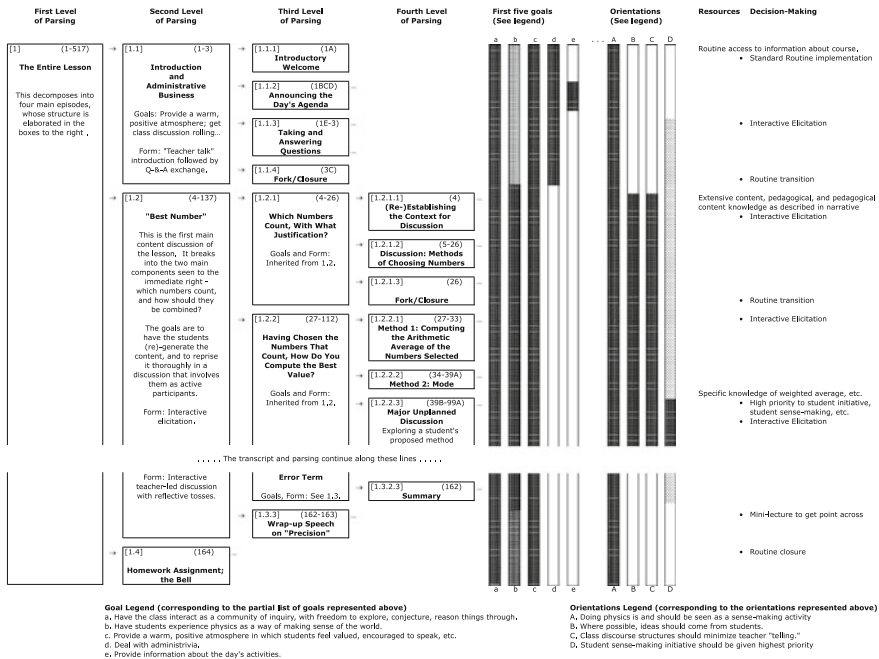 First Level of Parsing
Second Level of Parsing
Third Level of Parsing
Fourth Level of Parsing
First five goals (See legend)
Orientations (See legend)
Resources
Decision-Making
a b c d e
... A B C D
[1] (1-517)
The Entire Lesson
This decomposes into
four main episodes,
whose structure is
elaborated in the
boxes to the right .
[1.1] (1-3)
Introduction
and
Administrative
Business
Goals: Provide a warm,
positive atmosphere; get
class discussion rolling...
Form: "Teacher talk"
introduction followed by
Q-&-A exchange.
[1.1.1] (1A)
Introductory
Welcome
[1.1.2] (1BCD)
Announcing the
Day's Agenda
[1.1.3] (1E-3)
Taking and
Answering
Questions
[1.1.4] (3C)
Fork/Closure
Routine access to information about course.
• Standard Routine implementation
• Interactive Elicitation
• Routine transition
[1.2] (4-137)
"Best Number"
This is the first main
content discussion of
the lesson. It breaks
into the two main
components seen to the
immediate right -
which numbers count,
and how should they
be combined?
The goals are to
have the students
(re)-generate the
content, and to reprise
it thoroughly in a
discussion that involves
them as active
participants.
Form: Interactive
elicitation.
[1.2.1] (4-26)
Which Numbers
Count, With What
Justification?
Goals and Form:
Inherited from 1.2.
[1.2.1.1] (4)
(Re-)Establishing
the Context for
Discussion
[1.2.1.2] (5-26)
Discussion: Methods
of Choosing Numbers
[1.2.1.3] (26)
Fork/Closure
Extensive content, pedagogical, and pedagogical
content knowledge as described in narrative
• Interactive Elicitation
• Routine transition
[1.2.2] (27-112)
Having Chosen the
Numbers That
Count, How Do You
Compute the Best
Value?
Goals and Form:
Inherited from 1.2.
[1.2.2.1] (27-33)
Method 1: Computing
the Arithmetic
Average of the
Numbers Selected
[1.2.2.2] (34-39A)
Method 2: Mode
[1.2.2.3] (39B-99A)
Major Unplanned
Discussion
Exploring a student's
proposed method
• Interactive Elicitation
Specific knowledge of weighted average, etc.
• High priority to student initiative,
student sense-making, etc.
• Interactive Elicitation
. . . . . The transcript and parsing continue along these lines . . . . .
Form: Interactive
teacher-led discussion
with reflective tosses.
Error Term
Goals, Form: See 1.3.
[1.3.2.3] (162)
Summary
[1.3.3] (162-163)
Wrap-up Speech
on "Precision"
• Mini-lecture to get point across
[1.4] (164)
Homework Assignment;
the Bell
• Routine closure
a b c d e
A B C D
Goal Legend (corresponding to the partial list of goals represented above)
a. Have the class interact as a community of inquiry, with freedom to explore, conjecture, reason things through.
b. Have students experience physics as a way of making sense of the world.
c. Provide a warm, positive atmosphere in which students feel valued, encouraged to speak, etc.
d. Deal with administrivia.
e. Provide information about the day's activities.
Orientations Legend (corresponding to the orientations represented above)
A. Doing physics is and should be seen as a sense-making activity
B. Where possible, ideas should come from students.
C. Class discourse structures should minimize teacher "telling."
D. Student sense-making initiative should be given highest priority